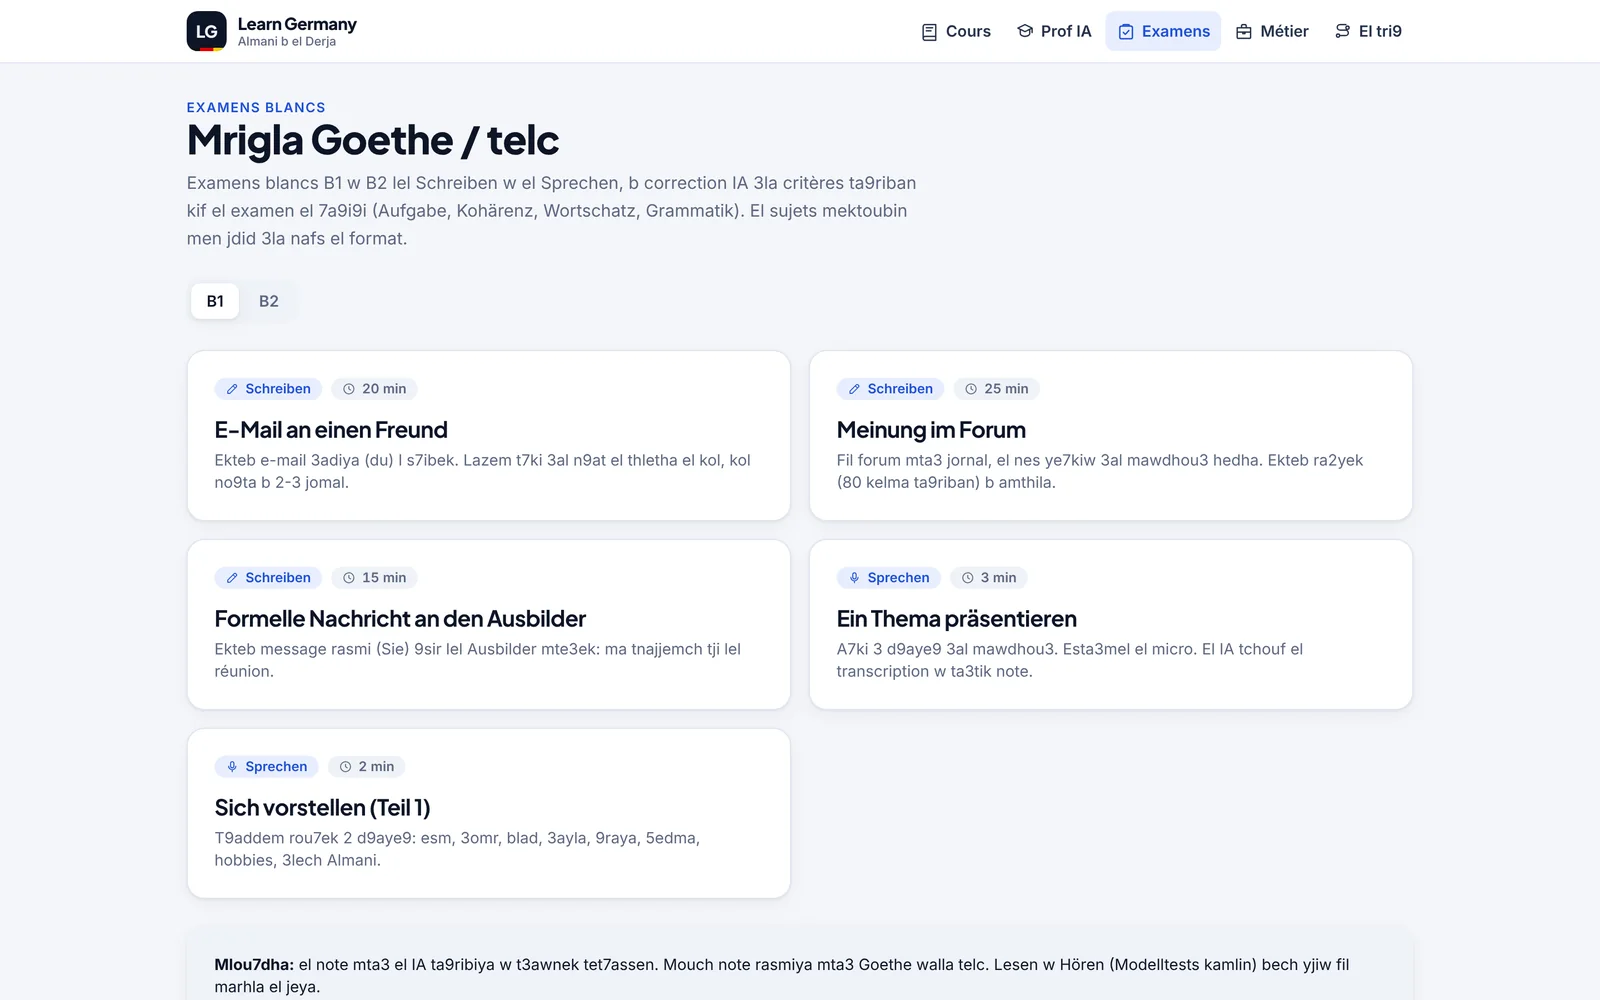 LG
Learn Germany
Almani b el Derja
Cours
Prof IA
Examens
Métier
El tri9
EXAMENS BLANCS
Mrigla Goethe / telc
Examens blancs B1 w B2 lel Schreiben w el Sprechen, b correction IA 3la critères ta9riban
kif el examen el 7a9i9i (Aufgabe, Kohärenz, Wortschatz, Grammatik). El sujets mektoubin
men jdid 3la nafs el format.
B1
B2
Schreiben
20 min
E-Mail an einen Freund
Ekteb e-mail 3adiya (du) l s7ibek. Lazem t7ki 3al n9at el thletha el kol, kol
no9ta b 2-3 jomal.
Schreiben
25 min
Meinung im Forum
Fil forum mta3 jornal, el nes ye7kiw 3al mawdhou3 hedha. Ekteb ra2yek
(80 kelma ta9riban) b amthila.
Schreiben
15 min
Formelle Nachricht an den Ausbilder
Ekteb message rasmi (Sie) 9sir lel Ausbilder mte3ek: ma tnajjemch tji lel
réunion.
Sprechen
3 min
Ein Thema präsentieren
A7ki 3 d9aye9 3al mawdhou3. Esta3mel el micro. El IA tchouf el
transcription w ta3tik note.
Sprechen
2 min
Sich vorstellen (Teil 1)
T9addem rou7ek 2 d9aye9: esm, 3omr, blad, 3ayla, 9raya, 5edma,
hobbies, 3lech Almani.
Mlou7dha: el note mta3 el IA ta9ribiya w t3awnek tet7assen. Mouch note rasmiya mta3 Goethe walla telc. Lesen w Hören (Modelltests kamlin) bech yjiw fil
marhla el jeya.